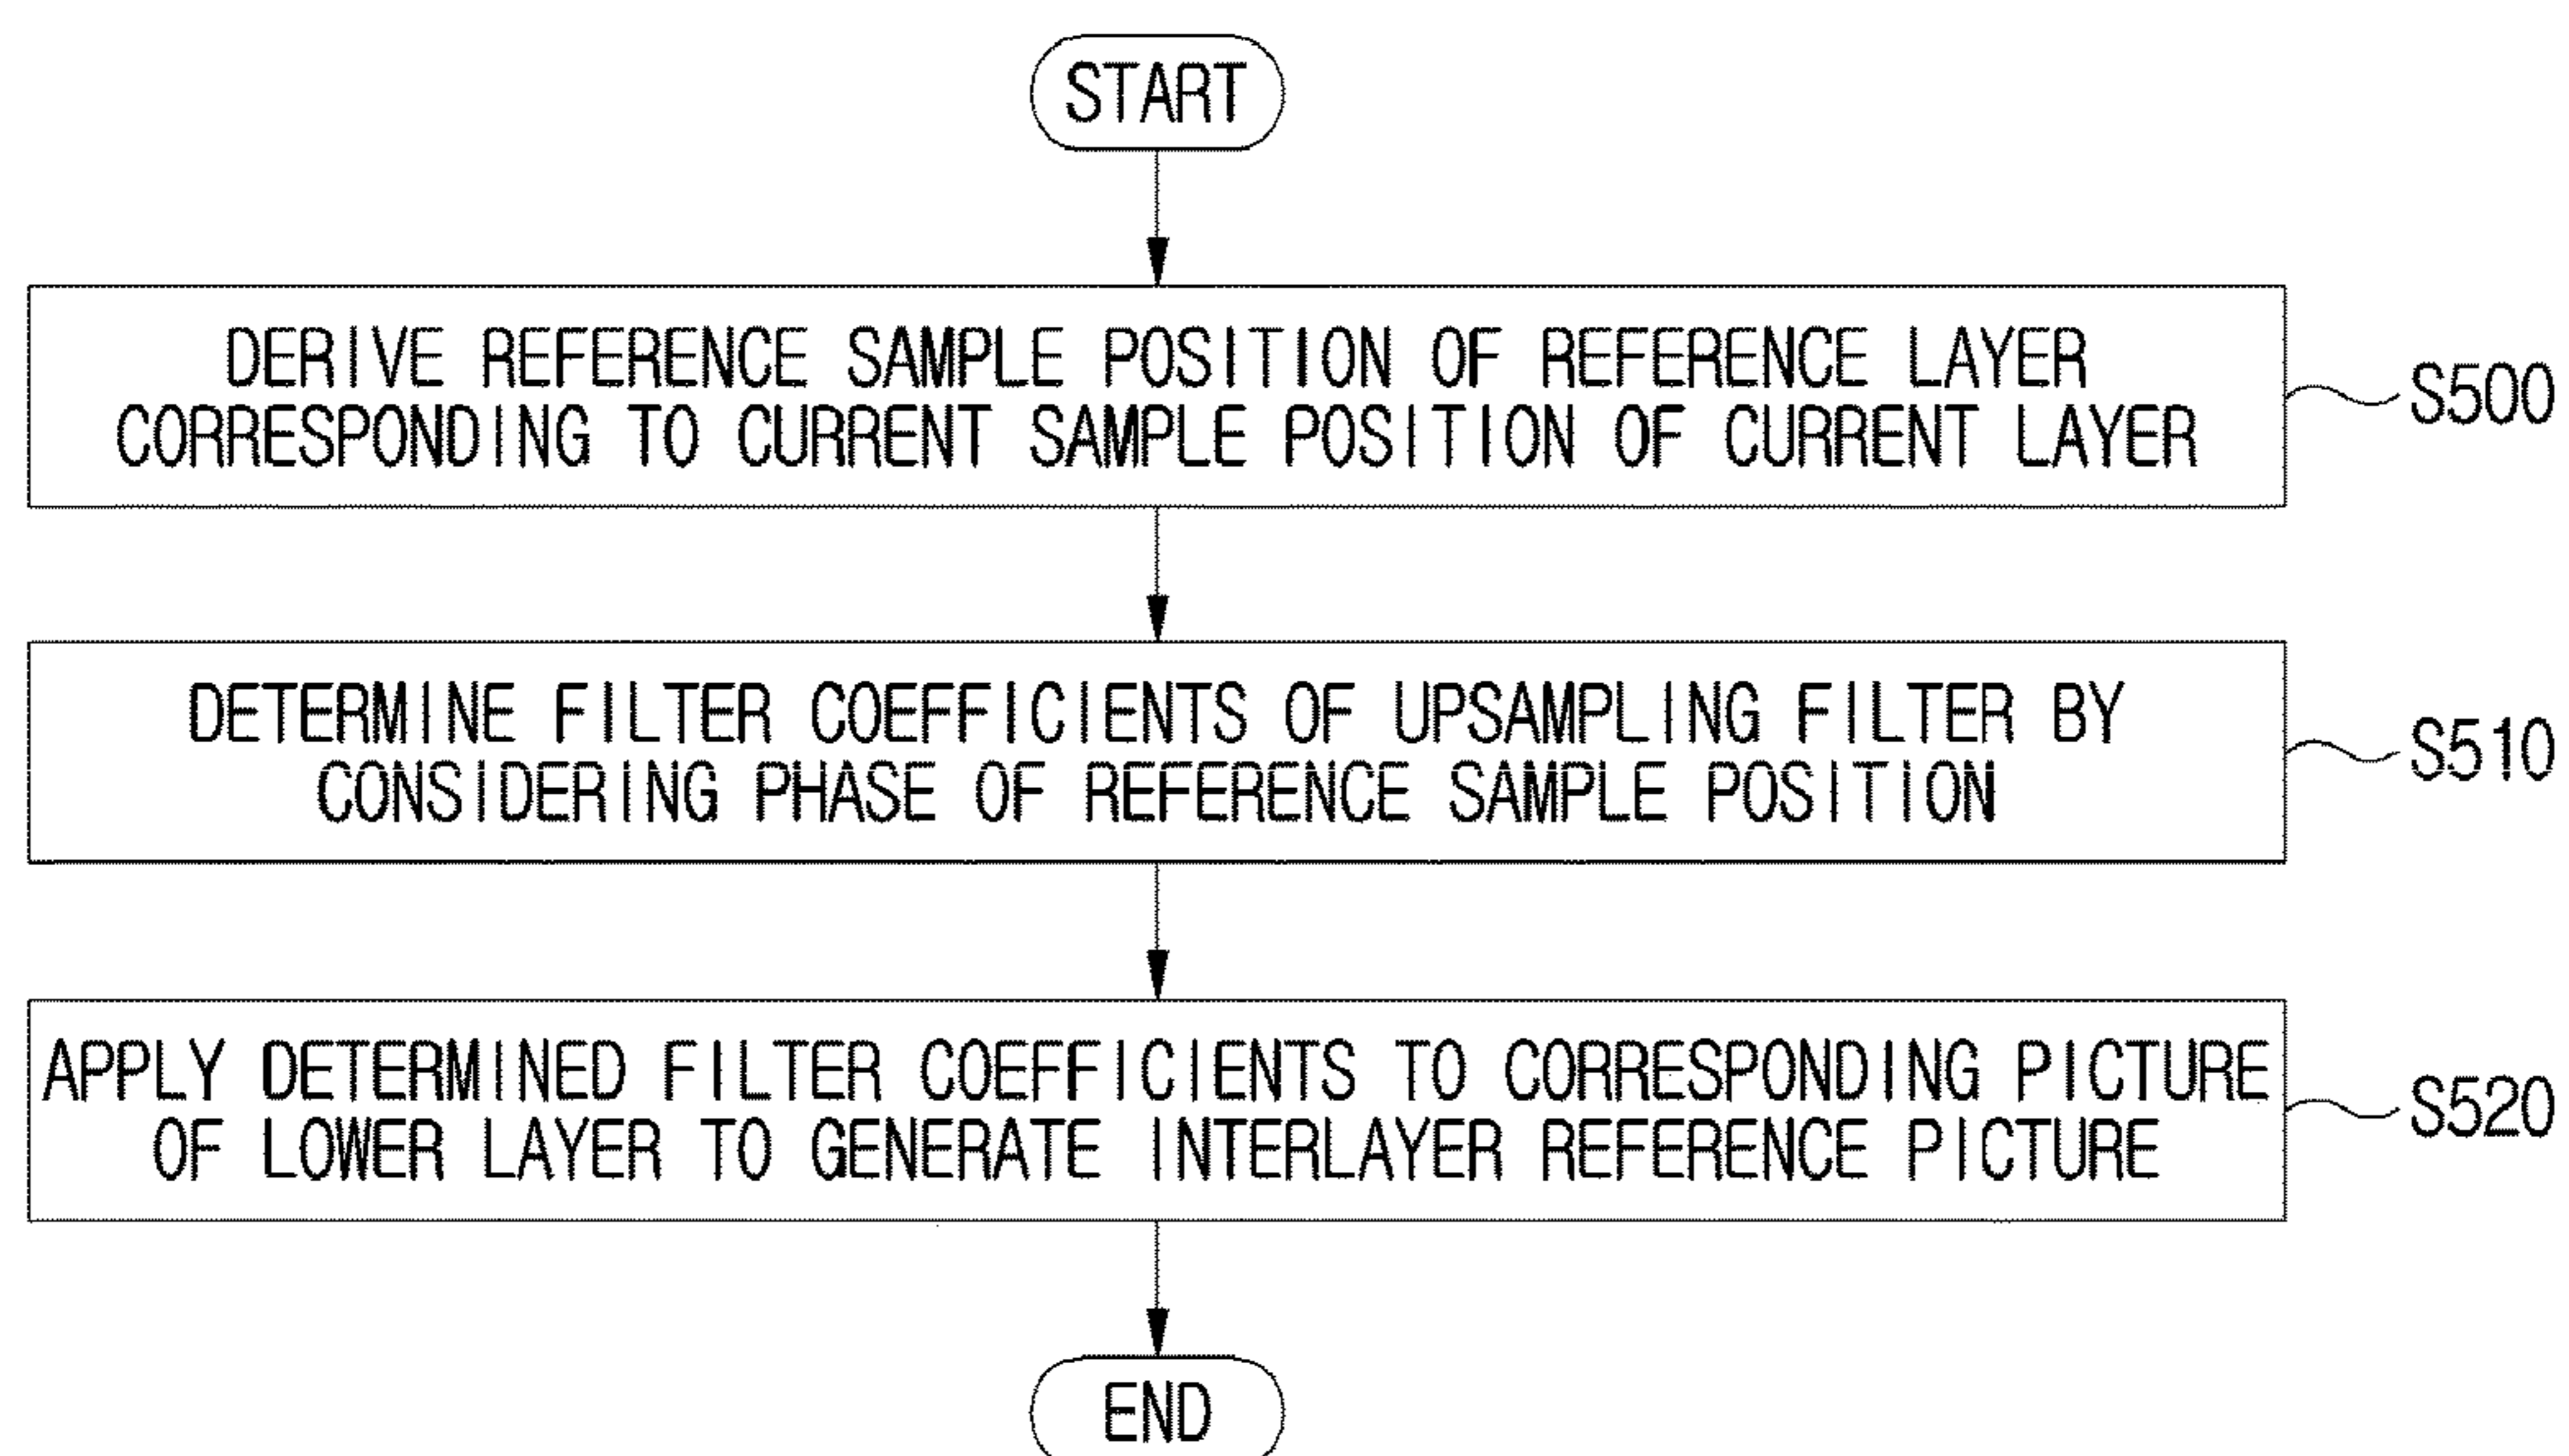 START
DERIVE REFERENCE SAMPLE POSITION OF REFERENCE LAYER
CORRESPONDING TO CURRENT SAMPLE POSITION OF CURRENT LAYER
S500
DETERMINE FILTER COEFFICIENTS OF UPSAMPLING FILTER BY
CONSIDERING PHASE OF REFERENCE SAMPLE POSITION
S510
APPLY DETERMINED FILTER COEFFICIENTS TO CORRESPONDING PICTURE
OF LOWER LAYER TO GENERATE INTERLAYER REFERENCE PICTURE
S520
END